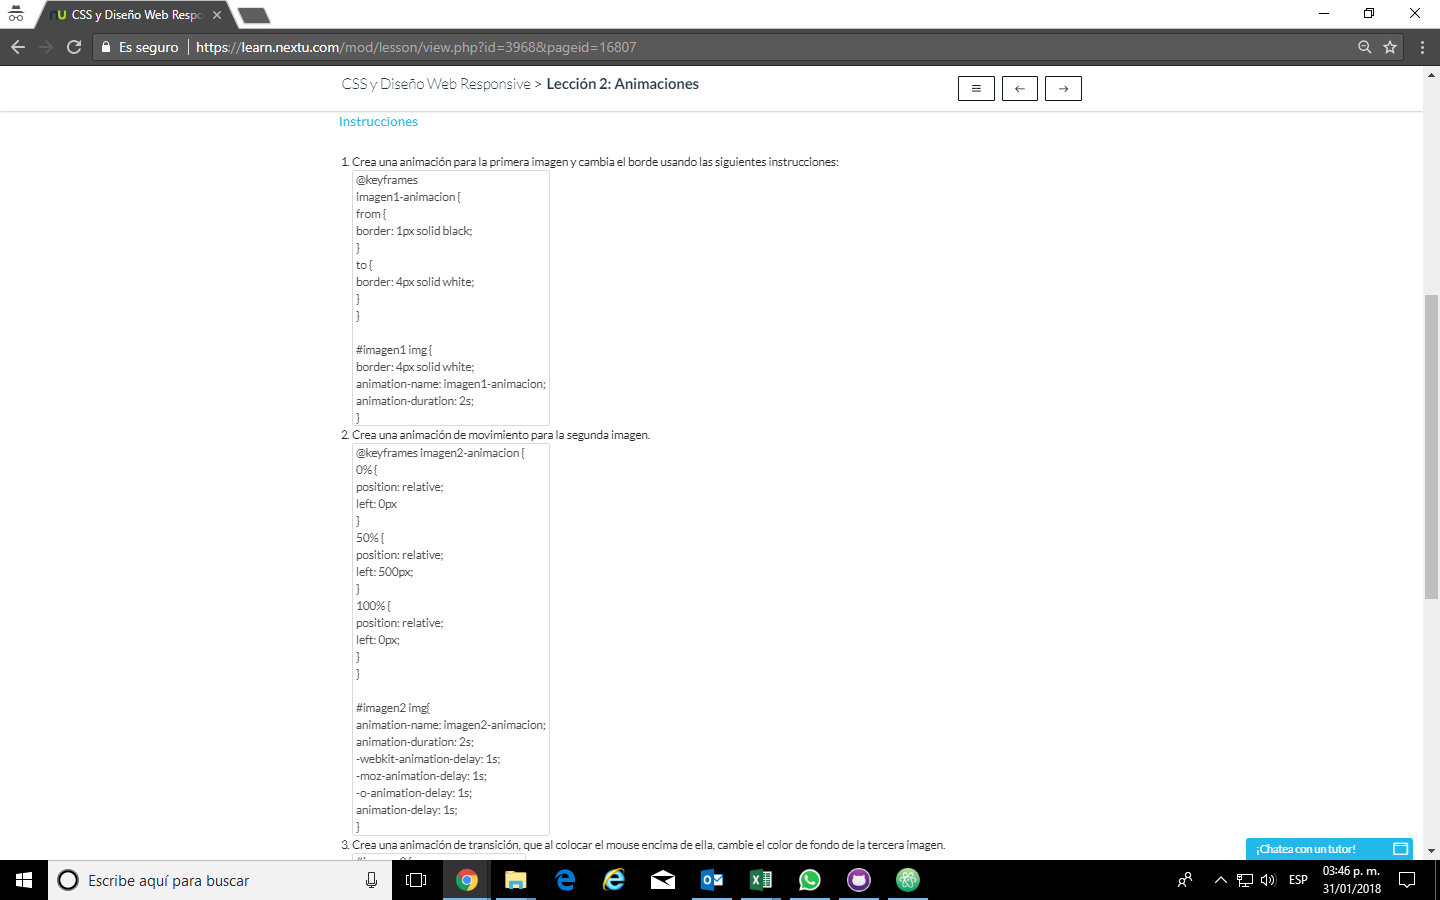 CSS y Diseño Web Respo
Es seguro
https://learn.nextu.com/mod/lesson/view.php?id=3968&pageid=16807
CSS y Diseño Web Responsive > Lección 2: Animaciones
Instrucciones
1. Crea una animación para la primera imagen y cambia el borde usando las siguientes instrucciones:
@keyframes
imagen1-animacion {
from {
border: 1px solid black;
}
to {
border: 4px solid white;
}
}
#imagen1 img {
border: 4px solid white;
animation-name: imagen1-animacion;
animation-duration: 2s;
}
2. Crea una animación de movimiento para la segunda imagen.
@keyframes imagen2-animacion {
0% {
position: relative;
left: 0px
}
50% {
position: relative;
left: 500px;
}
100% {
position: relative;
left: 0px;
}
}
#imagen2 img{
animation-name: imagen2-animacion;
animation-duration: 2s;
-webkit-animation-delay: 1s;
-moz-animation-delay: 1s;
-o-animation-delay: 1s;
animation-delay: 1s;
}
3. Crea una animación de transición, que al colocar el mouse encima de ella, cambie el color de fondo de la tercera imagen.
¡Chatea con un tutor!
Escribe aquí para buscar
ESP
03:46 p. m.
31/01/2018